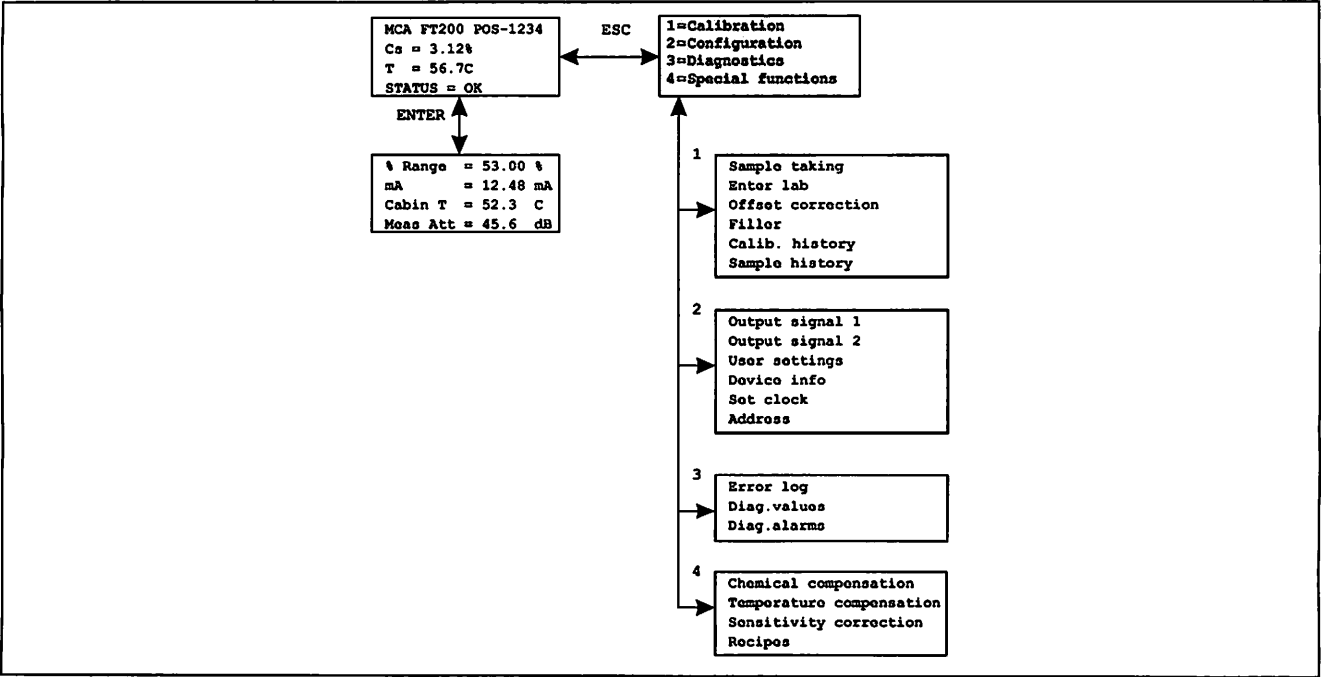 MCA FT200 POS-1234
Cs = 3.12%
T = 56.7C
STATUS = OK
ESC
1=Calibration
2=Configuration
3=Diagnostics
4=Special functions
ENTER
% Range = 53.00 %
mA = 12.48 mA
Cabin T = 52.3 C
Meas Att = 45.6 dB
1
Sample taking
Enter lab
Offset correction
Filler
Calib. history
Sample history
2
Output signal 1
Output signal 2
User settings
Device info
Set clock
Address
3
Error log
Diag.values
Diag.alarms
4
Chemical compensation
Temperature compensation
Sensitivity correction
Recipes